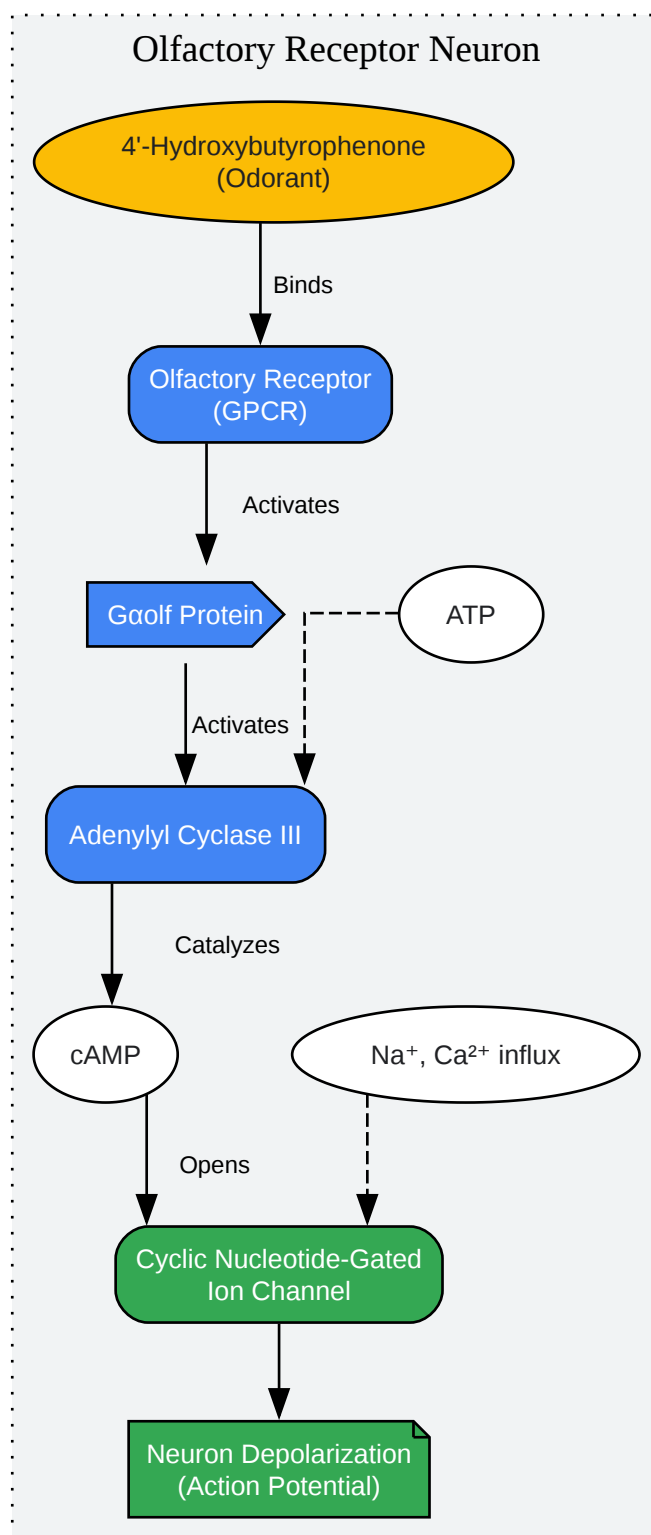 Olfactory Receptor Neuron
4'-Hydroxybutyrophenone
(Odorant)
Binds
Olfactory Receptor
(GPCR)
Activates
Gαolf Protein
ATP
Activates
Adenylyl Cyclase III
Catalyzes
cAMP
Na⁺, Ca²⁺ influx
Opens
Cyclic Nucleotide-Gated
Ion Channel
Neuron Depolarization
(Action Potential)